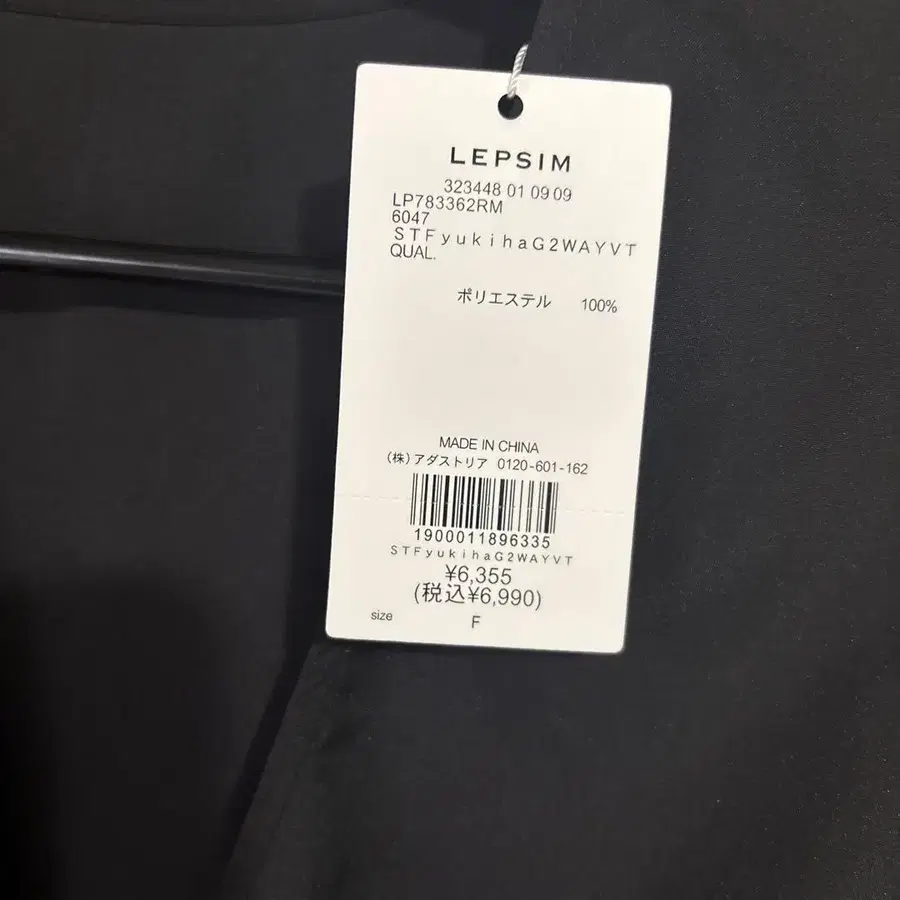 LEPSIM
323448 01 09 09
LP783362RM
6047
STFyukihaG2WAYVT
QUAL.
ポリエステル 100%
MADE IN CHINA
(株)アダストリア 0120-601-162
1900011896335
STFyukihaG2WAYVT
¥6,355
(税込¥6,990)
size F